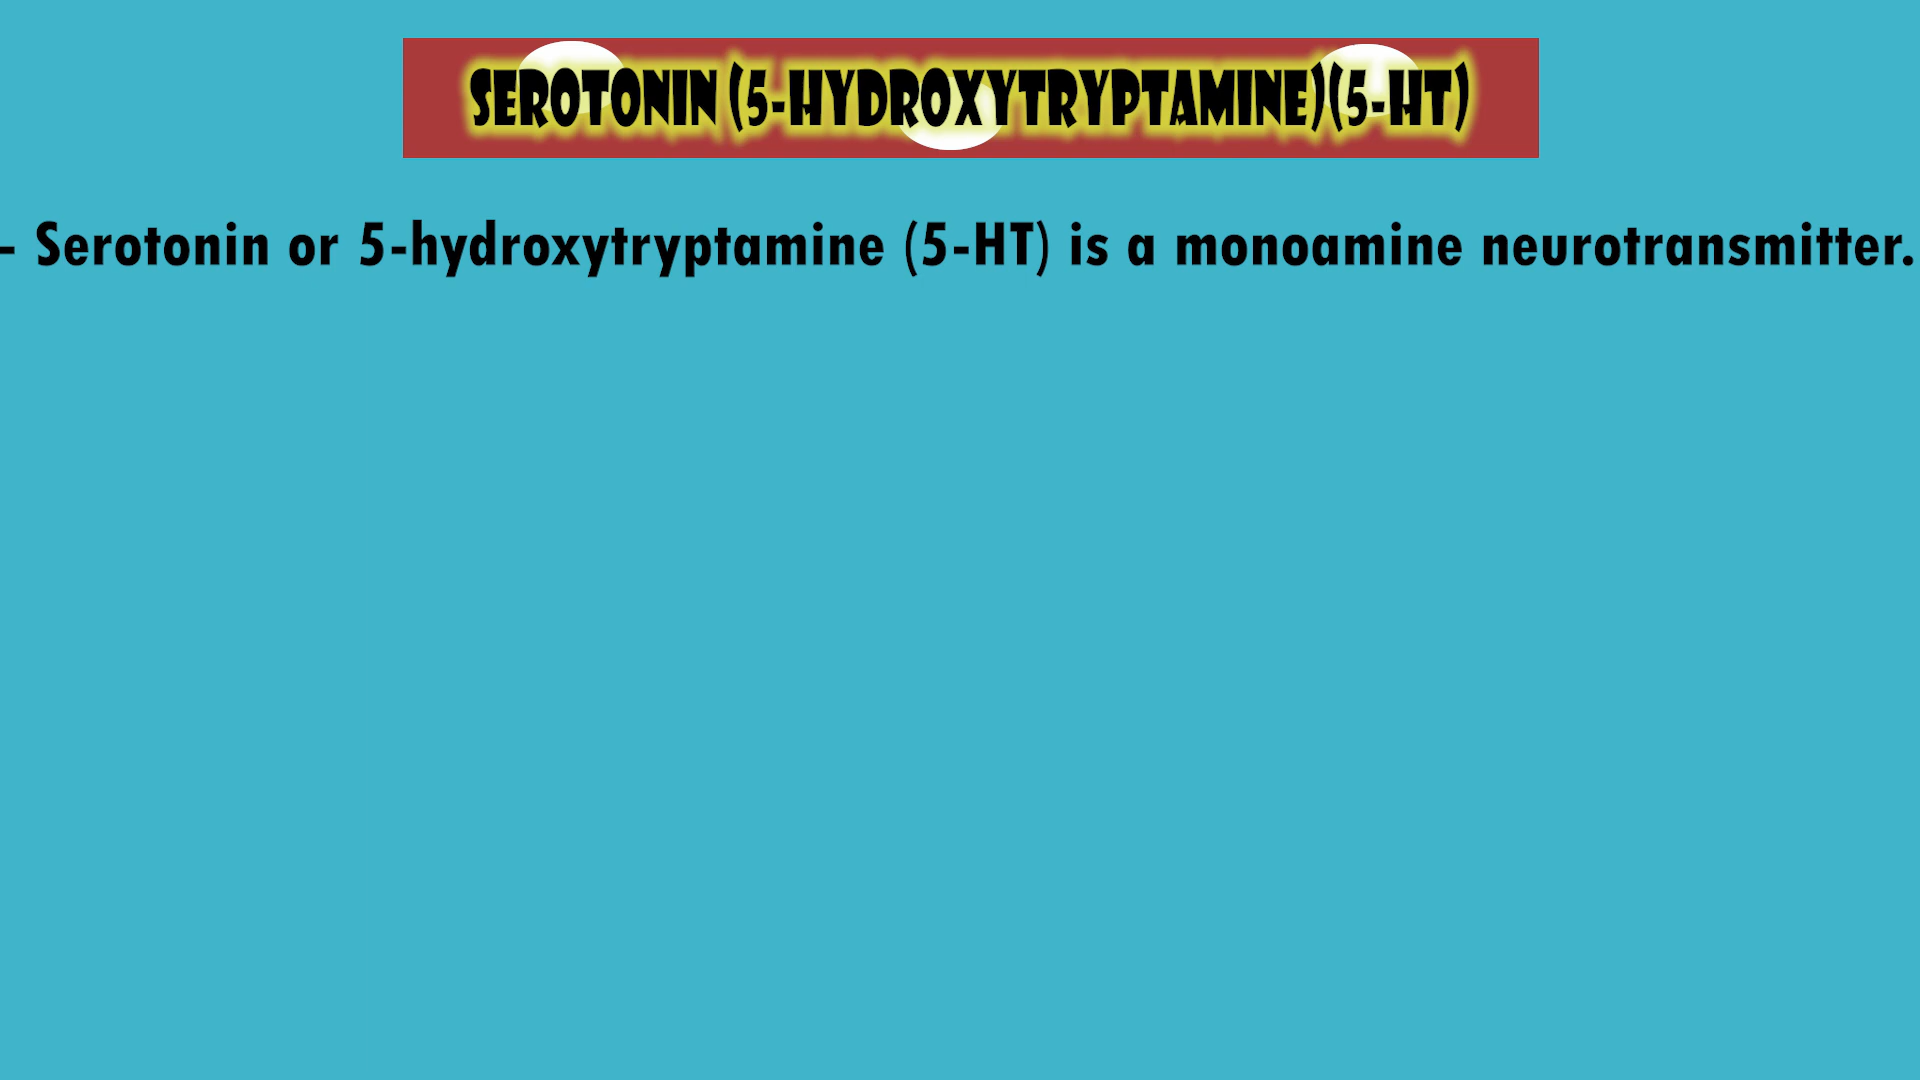 SEROTONIN (5-HYDROXYTRYPTAMINE)(5-HT)
- Serotonin or 5-hydroxytryptamine (5-HT) is a monoamine neurotransmitter.